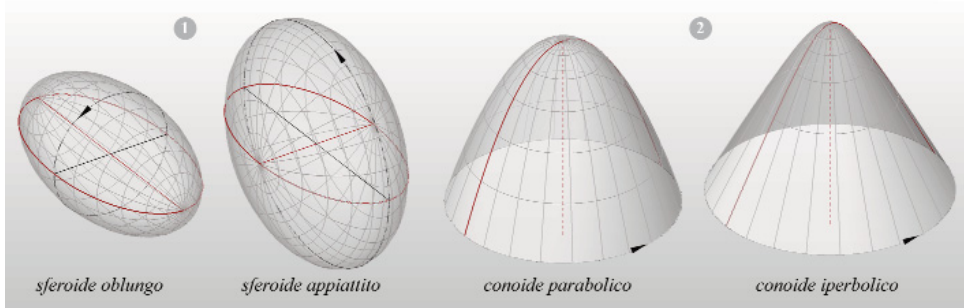 1
2
sferoide oblungo
sferoide appiattito
conoide parabolico
conoide iperbolico